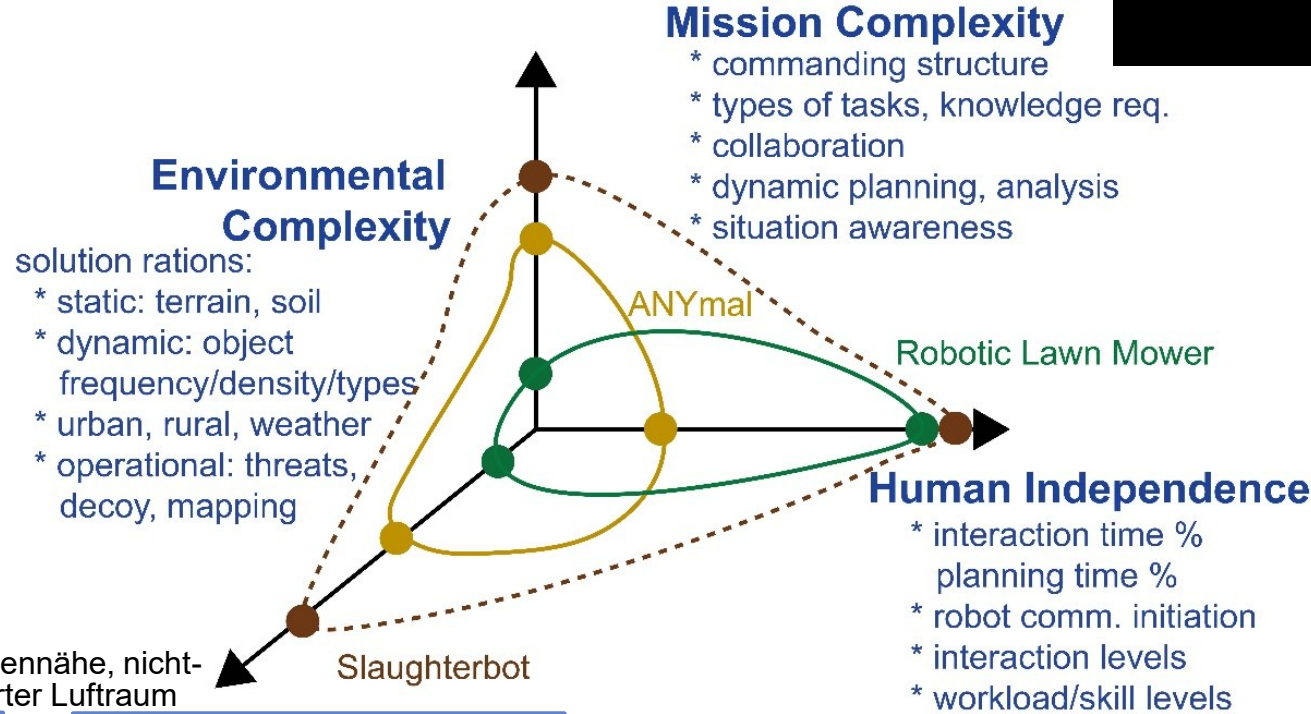 Mission Complexity
* commanding structure
* types of tasks, knowledge req.
* collaboration
* dynamic planning, analysis
* situation awareness
Environmental
Complexity
solution rations:
* static: terrain, soil
* dynamic: object
frequency/density/types
* urban, rural, weather
* operational: threats,
decoy, mapping
ANYmal
Robotic Lawn Mower
Human Independence
* interaction time %
planning time %
* robot comm. initiation
* interaction levels
* workload/skill levels
Slaughterbot
ennähe, nicht-
rter Luftraum